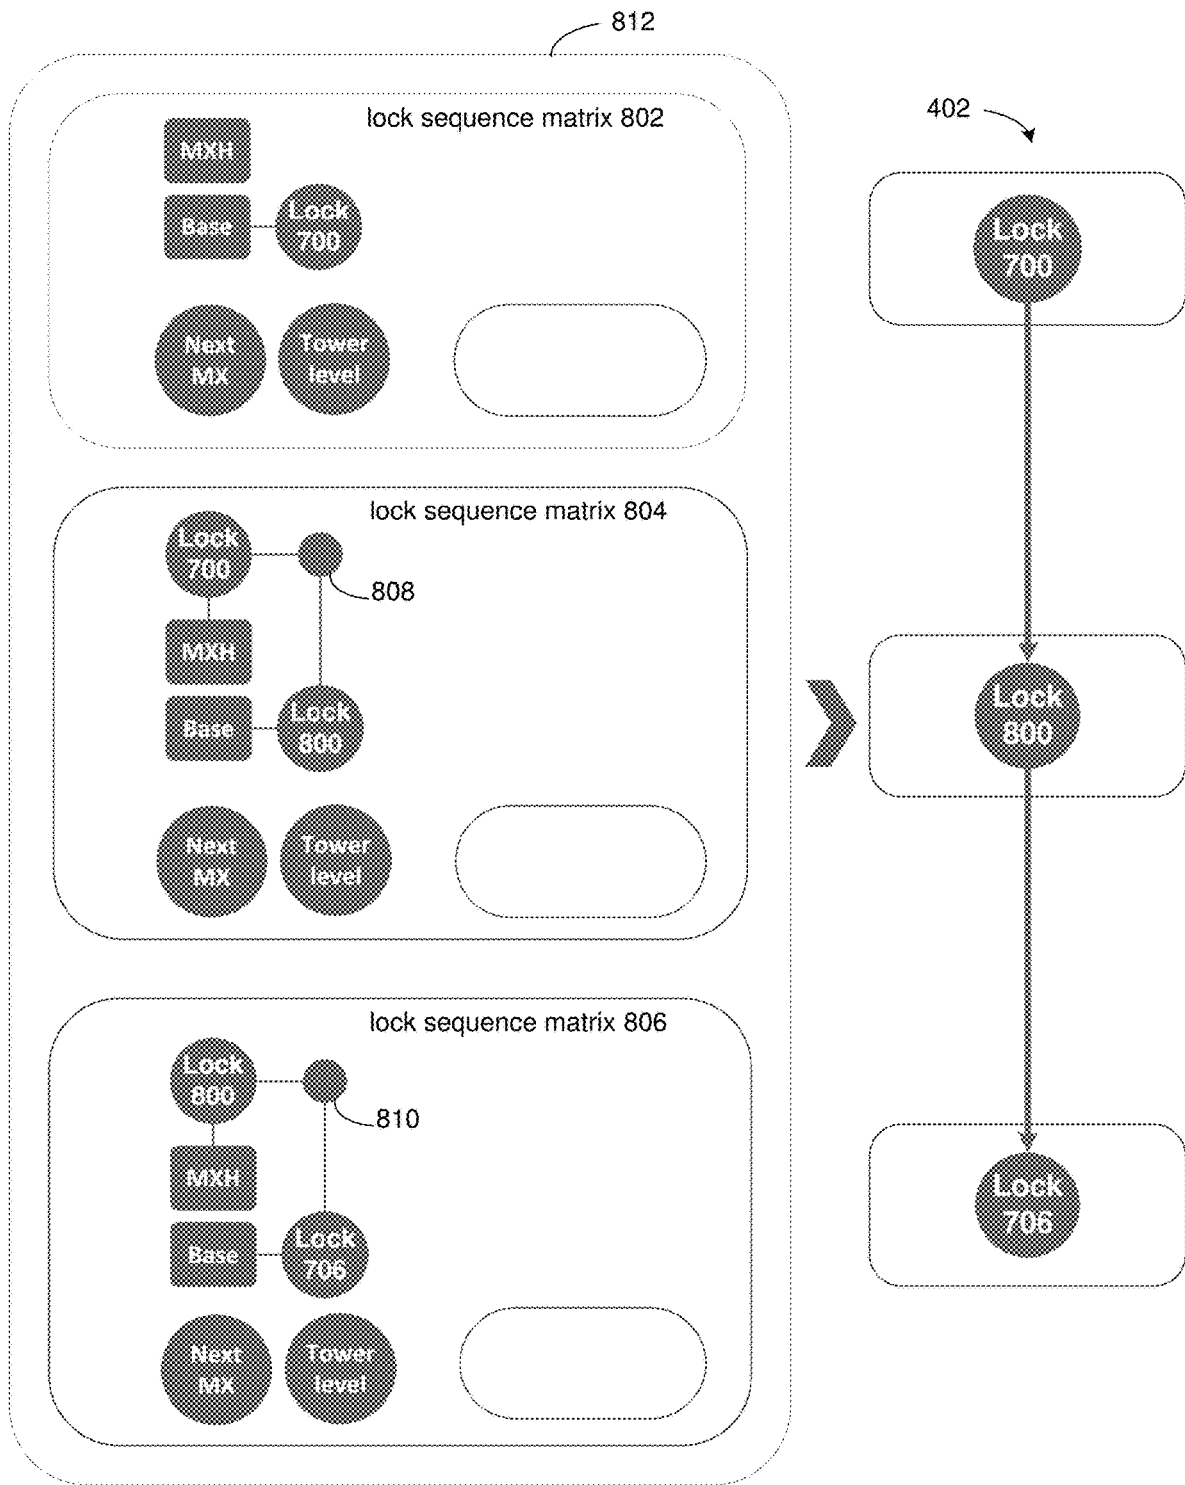 812
lock sequence matrix 802
MXH
Base
Lock
700
Next
MX
Tower
level
lock sequence matrix 804
Lock
700
808
MXH
Base
Lock
800
Next
MX
Tower
level
lock sequence matrix 806
Lock
800
810
MXH
Base
Lock
706
Next
MX
Tower
level
402
Lock
700
Lock
800
Lock
706